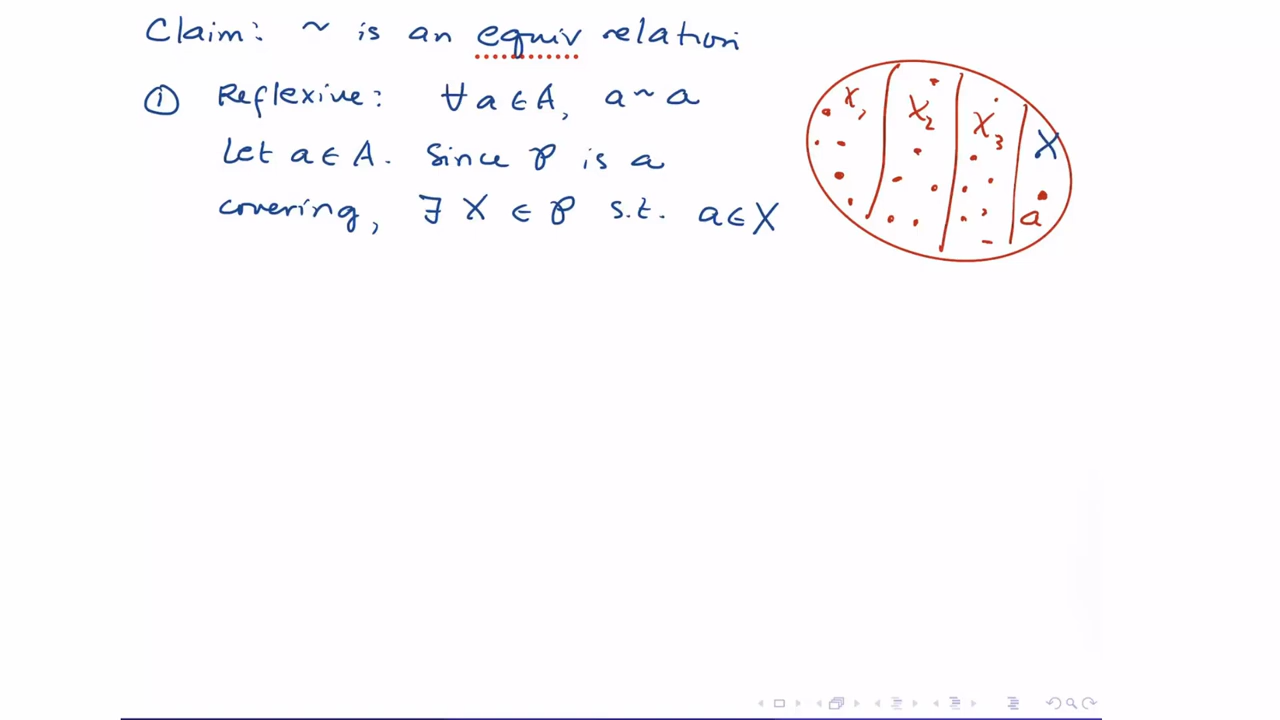 Claim: ~ is an equiv relation
① Reflexive: ∀ a ∈ A, a ~ a
Let a ∈ A. Since 𝒫 is a
covering, ∃ X ∈ 𝒫 s.t. a ∈ X
X₁ X₂ X₃ X
a